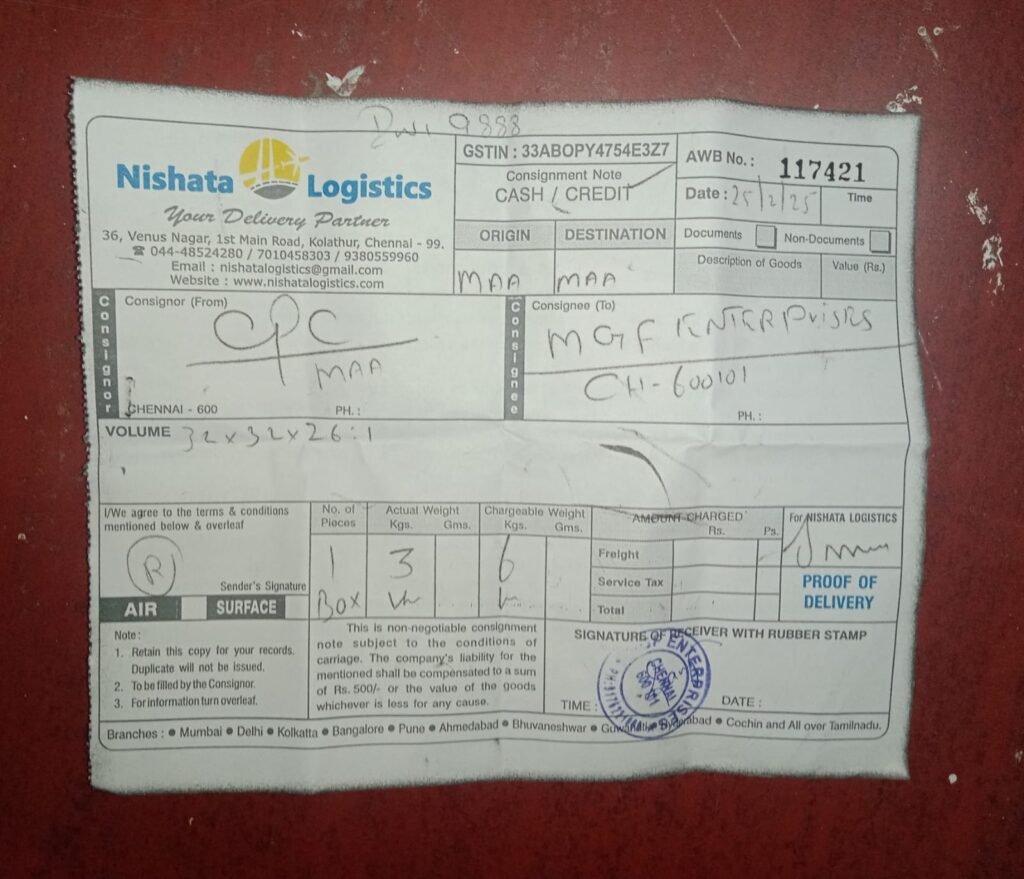 9888
Nishata Logistics
Your Delivery Partner
36, Venus Nagar, 1st Main Road, Kolathur, Chennai - 99.
☎ 044-48524280 / 7010458303 / 9380559960
Email : nishatalogistics@gmail.com
Website : www.nishatalogistics.com
GSTIN : 33ABOPY4754E3Z7
Consignment Note
CASH / CREDIT
ORIGIN DESTINATION
MAA MAA
AWB No. : 117421
Date : 25/2/25 Time
Documents Non-Documents
Description of Goods Value (Rs.)
Consignor
Consignor (From)
CPC
MAA
CHENNAI - 600 PH. :
Consignee
Consignee (To)
MGF ENTERPRISES
CH-600101
PH. :
VOLUME 32x32x26:1
I/We agree to the terms & conditions
mentioned below & overleaf
R
Sender's Signature
AIR SURFACE
No. of Pieces
1
Box
Actual Weight
Kgs. Gms.
3
Chargeable Weight
Kgs. Gms.
6
AMOUNT CHARGED
Rs. Ps.
Freight
Service Tax
Total
For NISHATA LOGISTICS
PROOF OF
DELIVERY
Note :
1. Retain this copy for your records.
Duplicate will not be issued.
2. To be filled by the Consignor.
3. For information turn overleaf.
This is non-negotiable consignment
note subject to the conditions of
carriage. The company's liability for the
mentioned shall be compensated to a sum
of Rs. 500/- or the value of the goods
whichever is less for any cause.
SIGNATURE OF RECEIVER WITH RUBBER STAMP
ENTERPRISES
CHENNAI
TIME : DATE :
Branches : ● Mumbai ● Delhi ● Kolkatta ● Bangalore ● Pune ● Ahmedabad ● Bhuvaneshwar ● Guwahati ● Hyderabad ● Cochin and All over Tamilnadu.